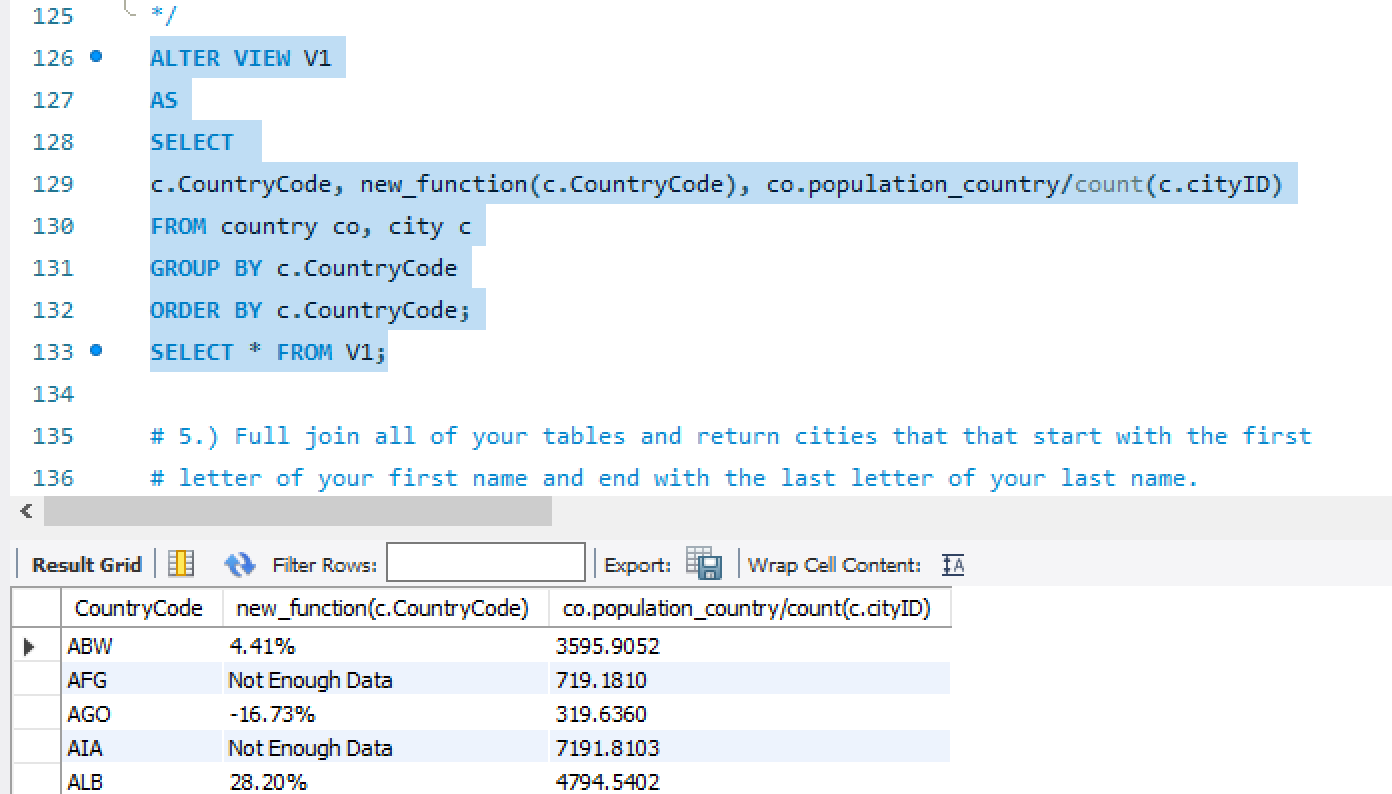 125 */
126 ALTER VIEW V1
127 AS
128 SELECT
129 c.CountryCode, new_function(c.CountryCode), co.population_country/count(c.cityID)
130 FROM country co, city c
131 GROUP BY c.CountryCode
132 ORDER BY c.CountryCode;
133 SELECT * FROM V1;
134
135 # 5.) Full join all of your tables and return cities that that start with the first
136 # letter of your first name and end with the last letter of your last name.
Result Grid Filter Rows: Export: Wrap Cell Content: IA
CountryCode new_function(c.CountryCode) co.population_country/count(c.cityID)
ABW 4.41% 3595.9052
AFG Not Enough Data 719.1810
AGO -16.73% 319.6360
AIA Not Enough Data 7191.8103
ALB 28.20% 4794.5402